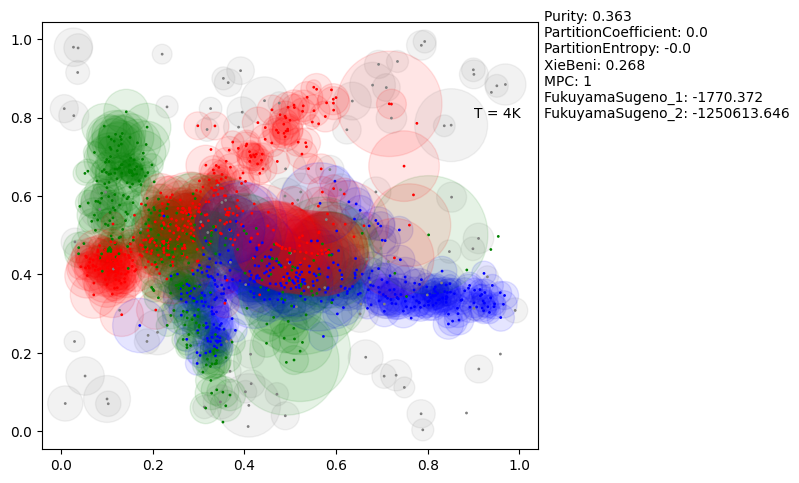 Purity: 0.363
PartitionCoefficient: 0.0
PartitionEntropy: -0.0
XieBeni: 0.268
MPC: 1
FukuyamaSugeno_1: -1770.372
FukuyamaSugeno_2: -1250613.646
T = 4K
1.0
0.8
0.6
0.4
0.2
0.0
0.0 0.2 0.4 0.6 0.8 1.0